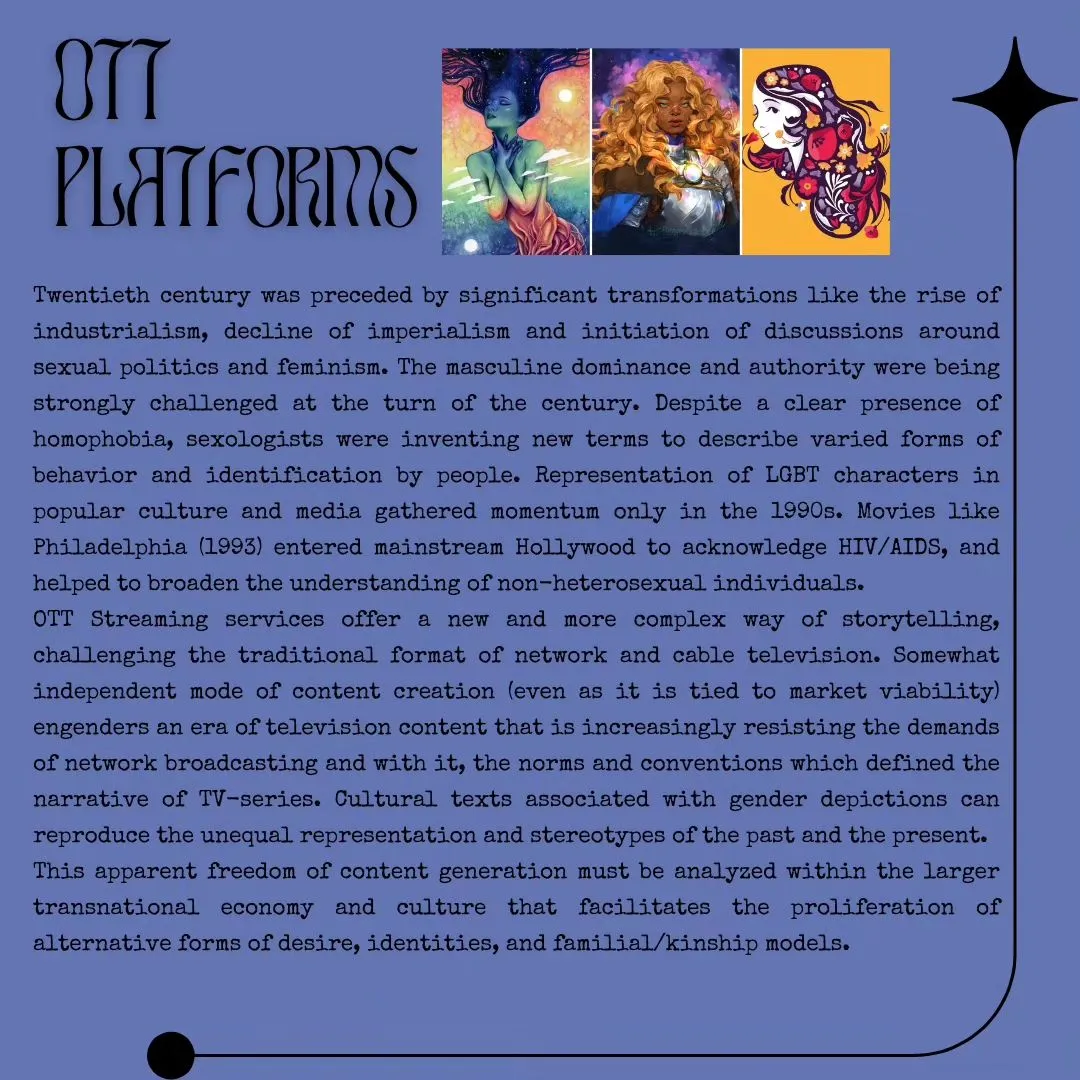 OTT
PLATFORMS
Twentieth century was preceded by significant transformations like the rise of
industrialism, decline of imperialism and initiation of discussions around
sexual politics and feminism. The masculine dominance and authority were being
strongly challenged at the turn of the century. Despite a clear presence of
homophobia, sexologists were inventing new terms to describe varied forms of
behavior and identification by people. Representation of LGBT characters in
popular culture and media gathered momentum only in the 1990s. Movies like
Philadelphia (1993) entered mainstream Hollywood to acknowledge HIV/AIDS, and
helped to broaden the understanding of non-heterosexual individuals.
OTT Streaming services offer a new and more complex way of storytelling,
challenging the traditional format of network and cable television. Somewhat
independent mode of content creation (even as it is tied to market viability)
engenders an era of television content that is increasingly resisting the demands
of network broadcasting and with it, the norms and conventions which defined the
narrative of TV-series. Cultural texts associated with gender depictions can
reproduce the unequal representation and stereotypes of the past and the present.
This apparent freedom of content generation must be analyzed within the larger
transnational economy and culture that facilitates the proliferation of
alternative forms of desire, identities, and familial/kinship models.